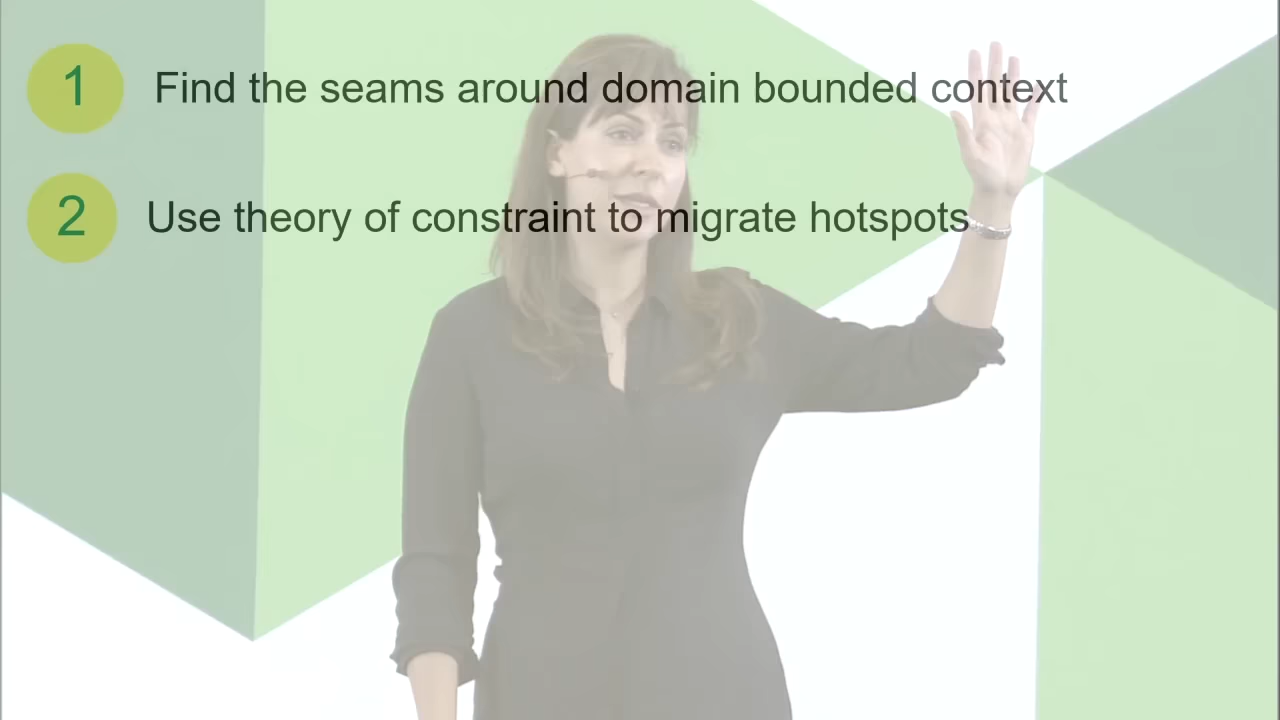 1 Find the seams around domain bounded context
2 Use theory of constraint to migrate hotspots